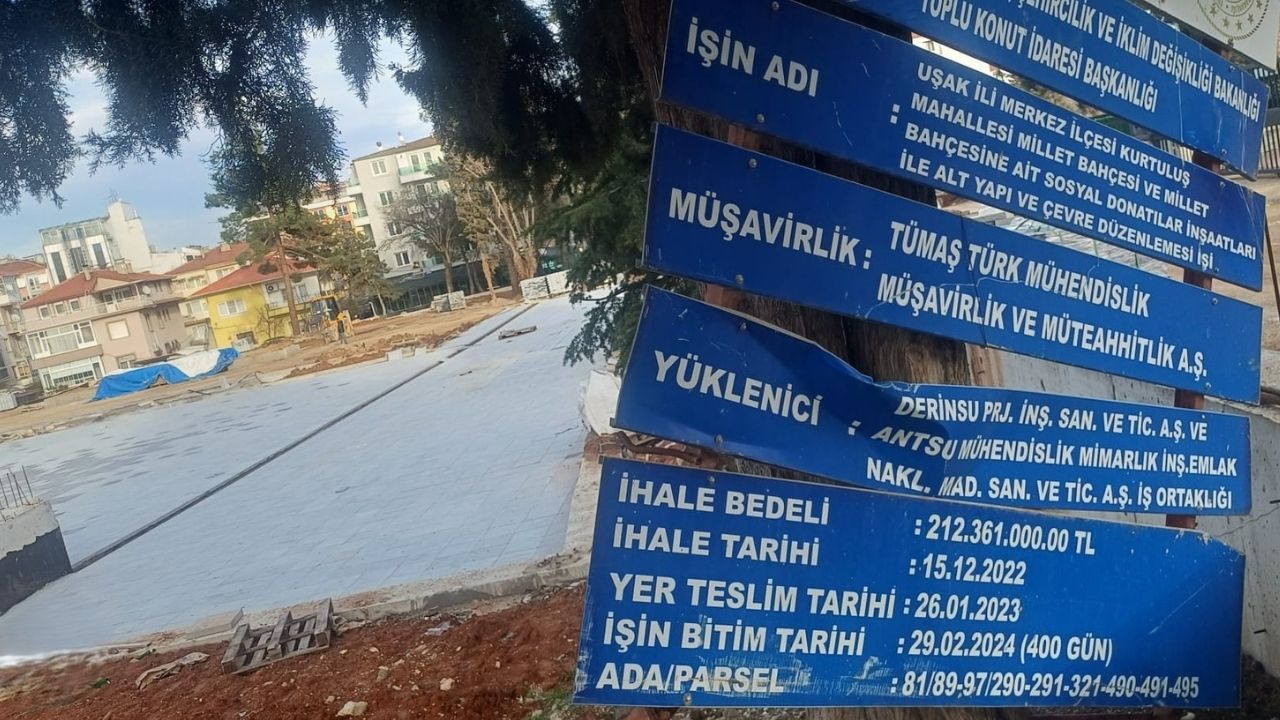 ŞEHİRCİLİK VE İKLİM DEĞİŞİKLİĞİ BAKANLIĞI
TOPLU KONUT İDARESİ BAŞKANLIĞI
İŞİN ADI : UŞAK İLİ MERKEZ İLÇESİ KURTULUŞ
MAHALLESİ MİLLET BAHÇESİ VE MİLLET
BAHÇESİNE AİT SOSYAL DONATILAR İNŞAATLARI
İLE ALT YAPI VE ÇEVRE DÜZENLEMESİ İŞİ
MÜŞAVİRLİK : TÜMAŞ TÜRK MÜHENDİSLİK
MÜŞAVİRLİK VE MÜTEAHHİTLİK A.Ş.
YÜKLENİCİ : DERİNSU PRJ. İNŞ. SAN. VE TİC. A.Ş. VE
ANTSU MÜHENDİSLİK MİMARLIK İNŞ.EMLAK
NAKL. MAD. SAN. VE TİC. A.Ş. İŞ ORTAKLIĞI
İHALE BEDELİ : 212.361.000.00 TL
İHALE TARİHİ : 15.12.2022
YER TESLİM TARİHİ : 26.01.2023
İŞİN BİTİM TARİHİ : 29.02.2024 (400 GÜN)
ADA/PARSEL : 81/89-97/290-291-321-490-491-495